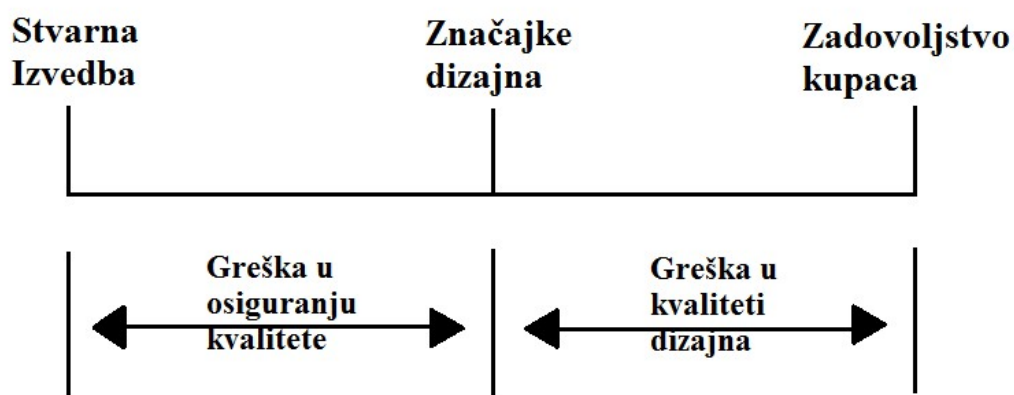 Stvarna
Izvedba
Značajke
dizajna
Zadovoljstvo
kupaca
Greška u
osiguranju
kvalitete
Greška u
kvaliteti
dizajna